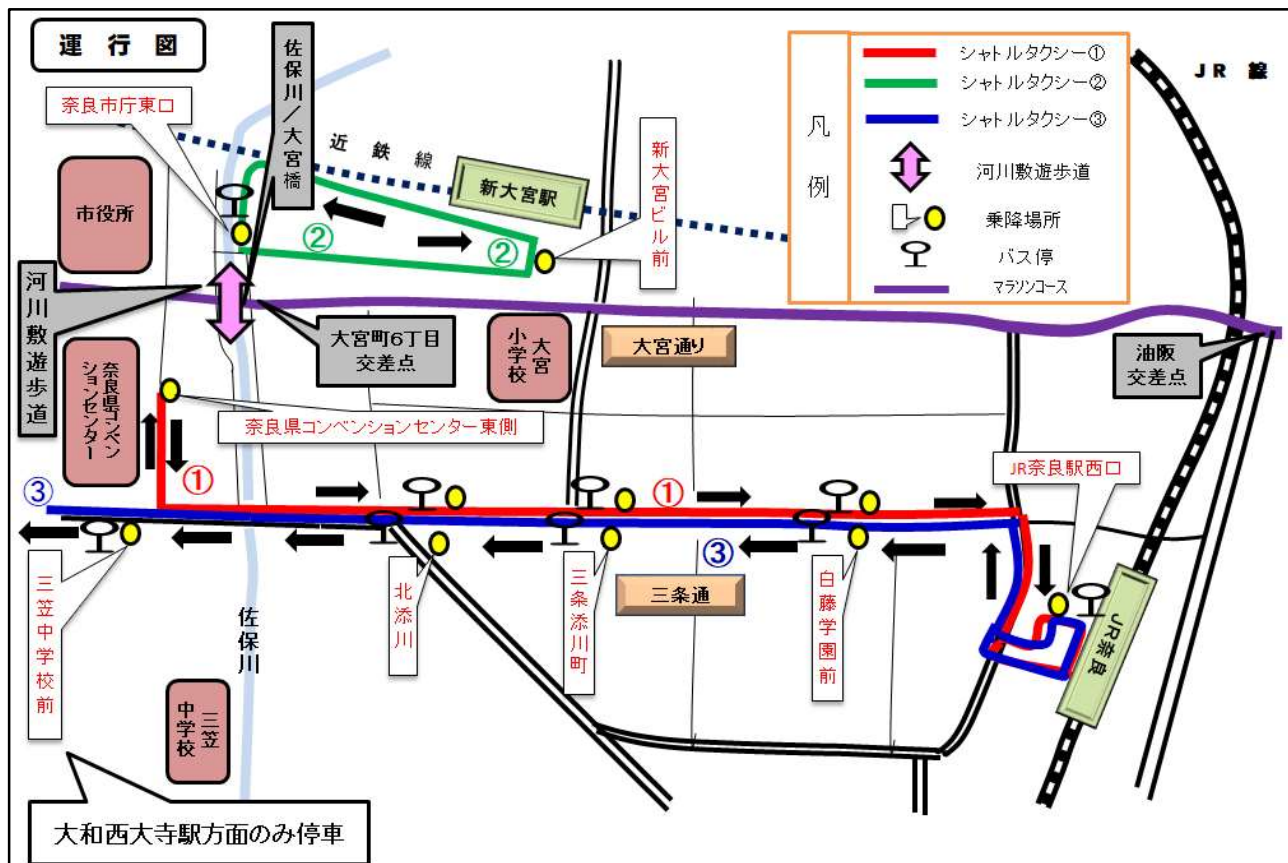 運 行 図
奈良市庁東口
佐保川／大宮橋
近 鉄 線
新大宮駅
新大宮ビル前
凡例
シャトルタクシー①
シャトルタクシー②
シャトルタクシー③
河川敷遊歩道
乗降場所
バス停
マラソンコース
JR 線
市役所
②
②
河川敷遊歩道
大宮町6丁目
交差点
大宮
小学校
大宮通り
油阪
交差点
奈良県コンベン
ションセンター
奈良県コンベンションセンター東側
JR奈良駅西口
③
①
①
③
三笠中学校前
佐保川
北添川
三条添川町
三条通
白藤学園前
JR奈良
三笠
中学校
大和西大寺駅方面のみ停車